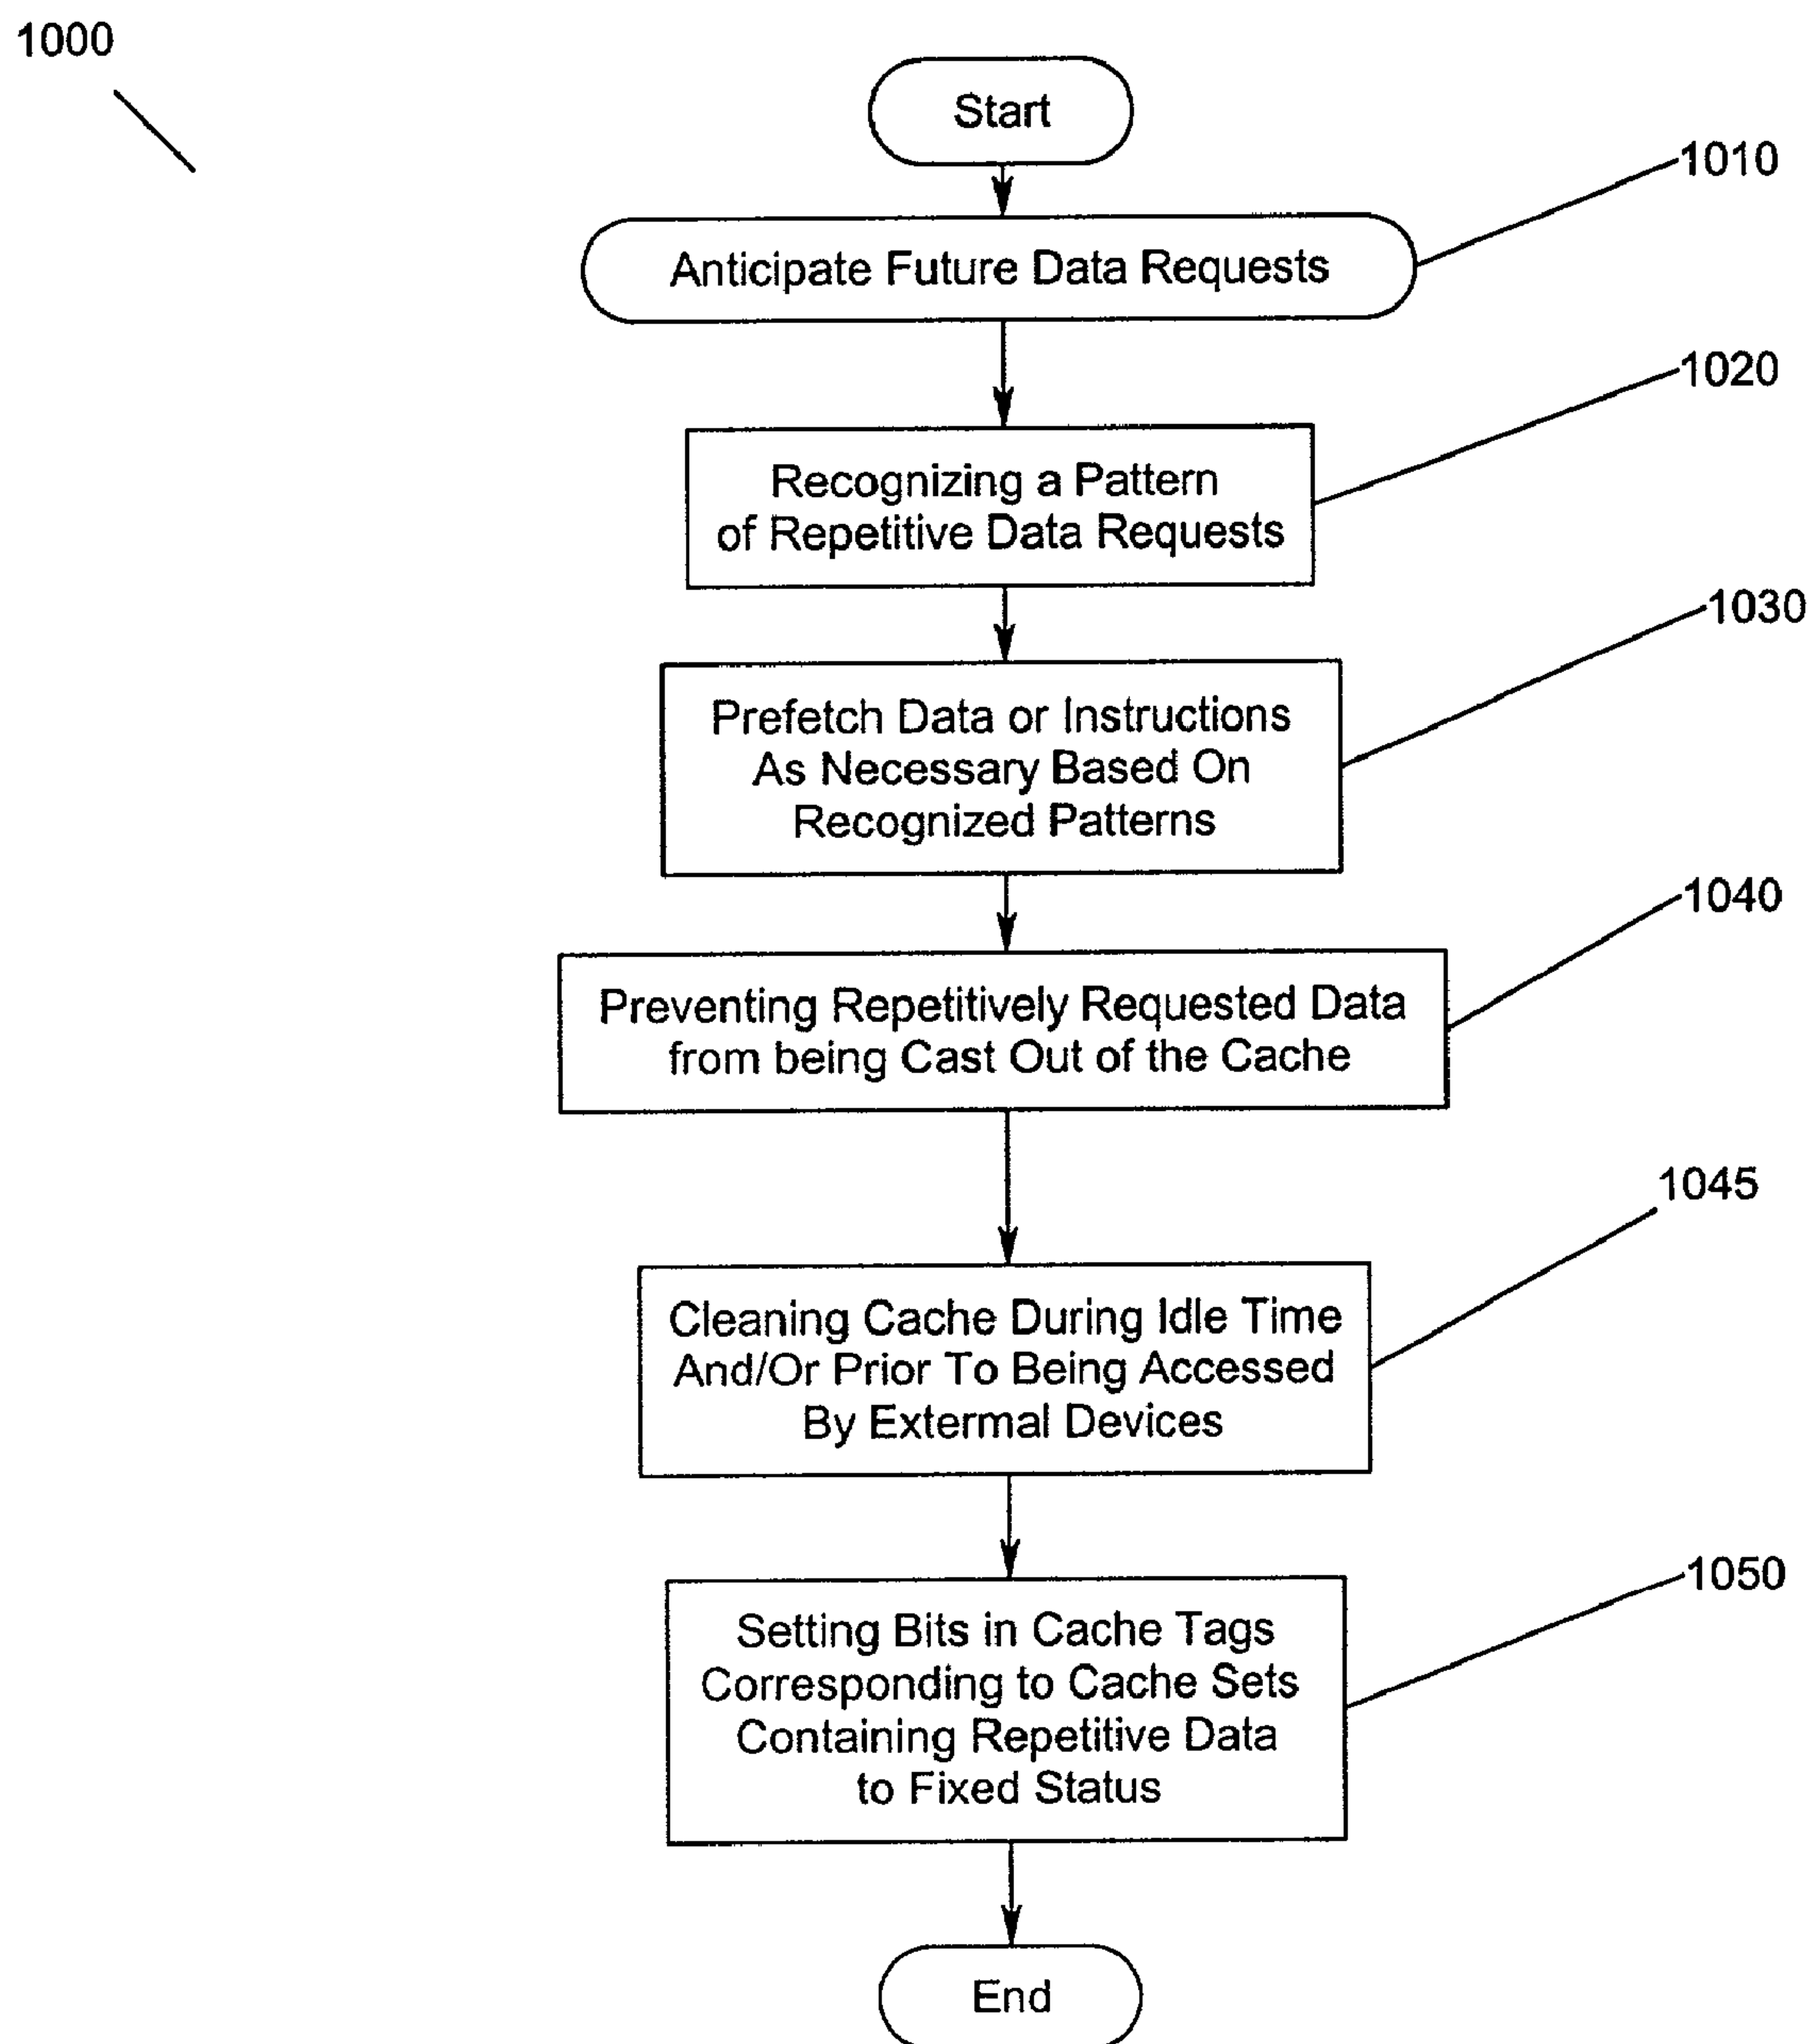 1000
Start
1010
Anticipate Future Data Requests
1020
Recognizing a Pattern
of Repetitive Data Requests
1030
Prefetch Data or Instructions
As Necessary Based On
Recognized Patterns
1040
Preventing Repetitively Requested Data
from being Cast Out of the Cache
1045
Cleaning Cache During Idle Time
And/Or Prior To Being Accessed
By Extermal Devices
1050
Setting Bits in Cache Tags
Corresponding to Cache Sets
Containing Repetitive Data
to Fixed Status
End